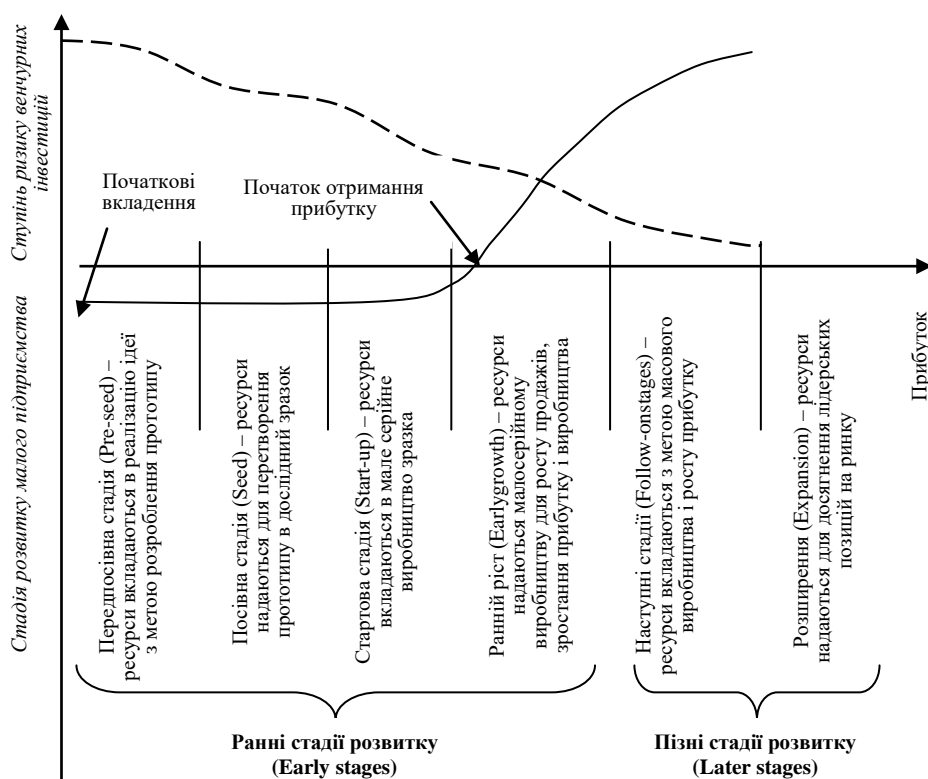 Ступінь ризику венчурних
інвестицій
Початкові
вкладення
Початок отримання
прибутку
Прибуток
Стадія розвитку малого підприємства
Передпосівна стадія (Pre-seed) –
ресурси вкладаються в реалізацію ідеї
з метою розроблення прототипу
Посівна стадія (Seed) – ресурси
надаються для перетворення
прототипу в дослідний зразок
Стартова стадія (Start-up) – ресурси
вкладаються в мале серійне
виробництво зразка
Ранній ріст (Earlygrowth) – ресурси
надаються малосерійному
виробництву для росту продажів,
зростання прибутку і виробництва
Наступні стадії (Follow-onstages) –
ресурси вкладаються з метою масового
виробництва і росту прибутку
Розширення (Expansion) – ресурси
надаються для досягнення лідерських
позицій на ринку
Ранні стадії розвитку
(Early stages)
Пізні стадії розвитку
(Later stages)